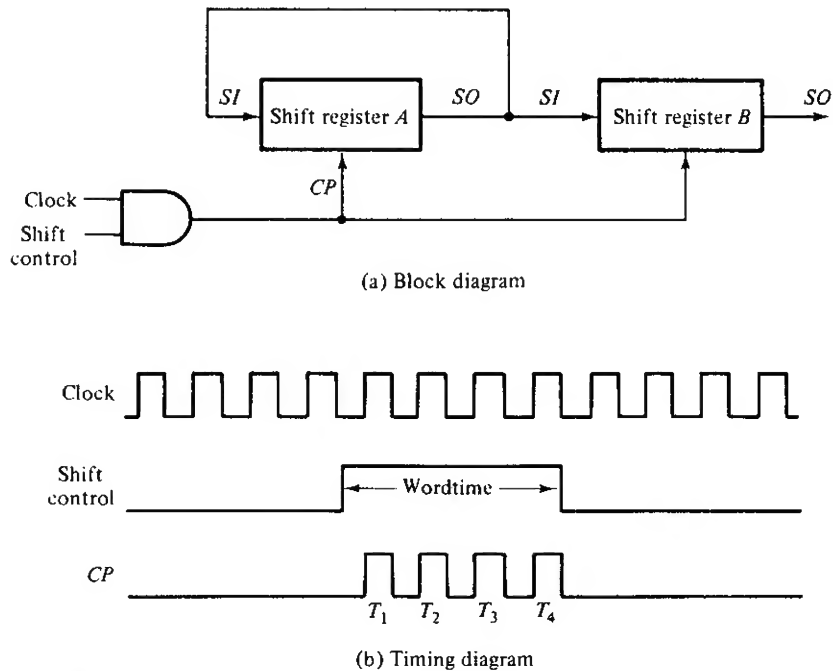 SI
Shift register A
SO
SI
Shift register B
SO
CP
Clock
Shift
control
(a) Block diagram
Clock
Shift
control
Wordtime
CP
T1 T2 T3 T4
(b) Timing diagram